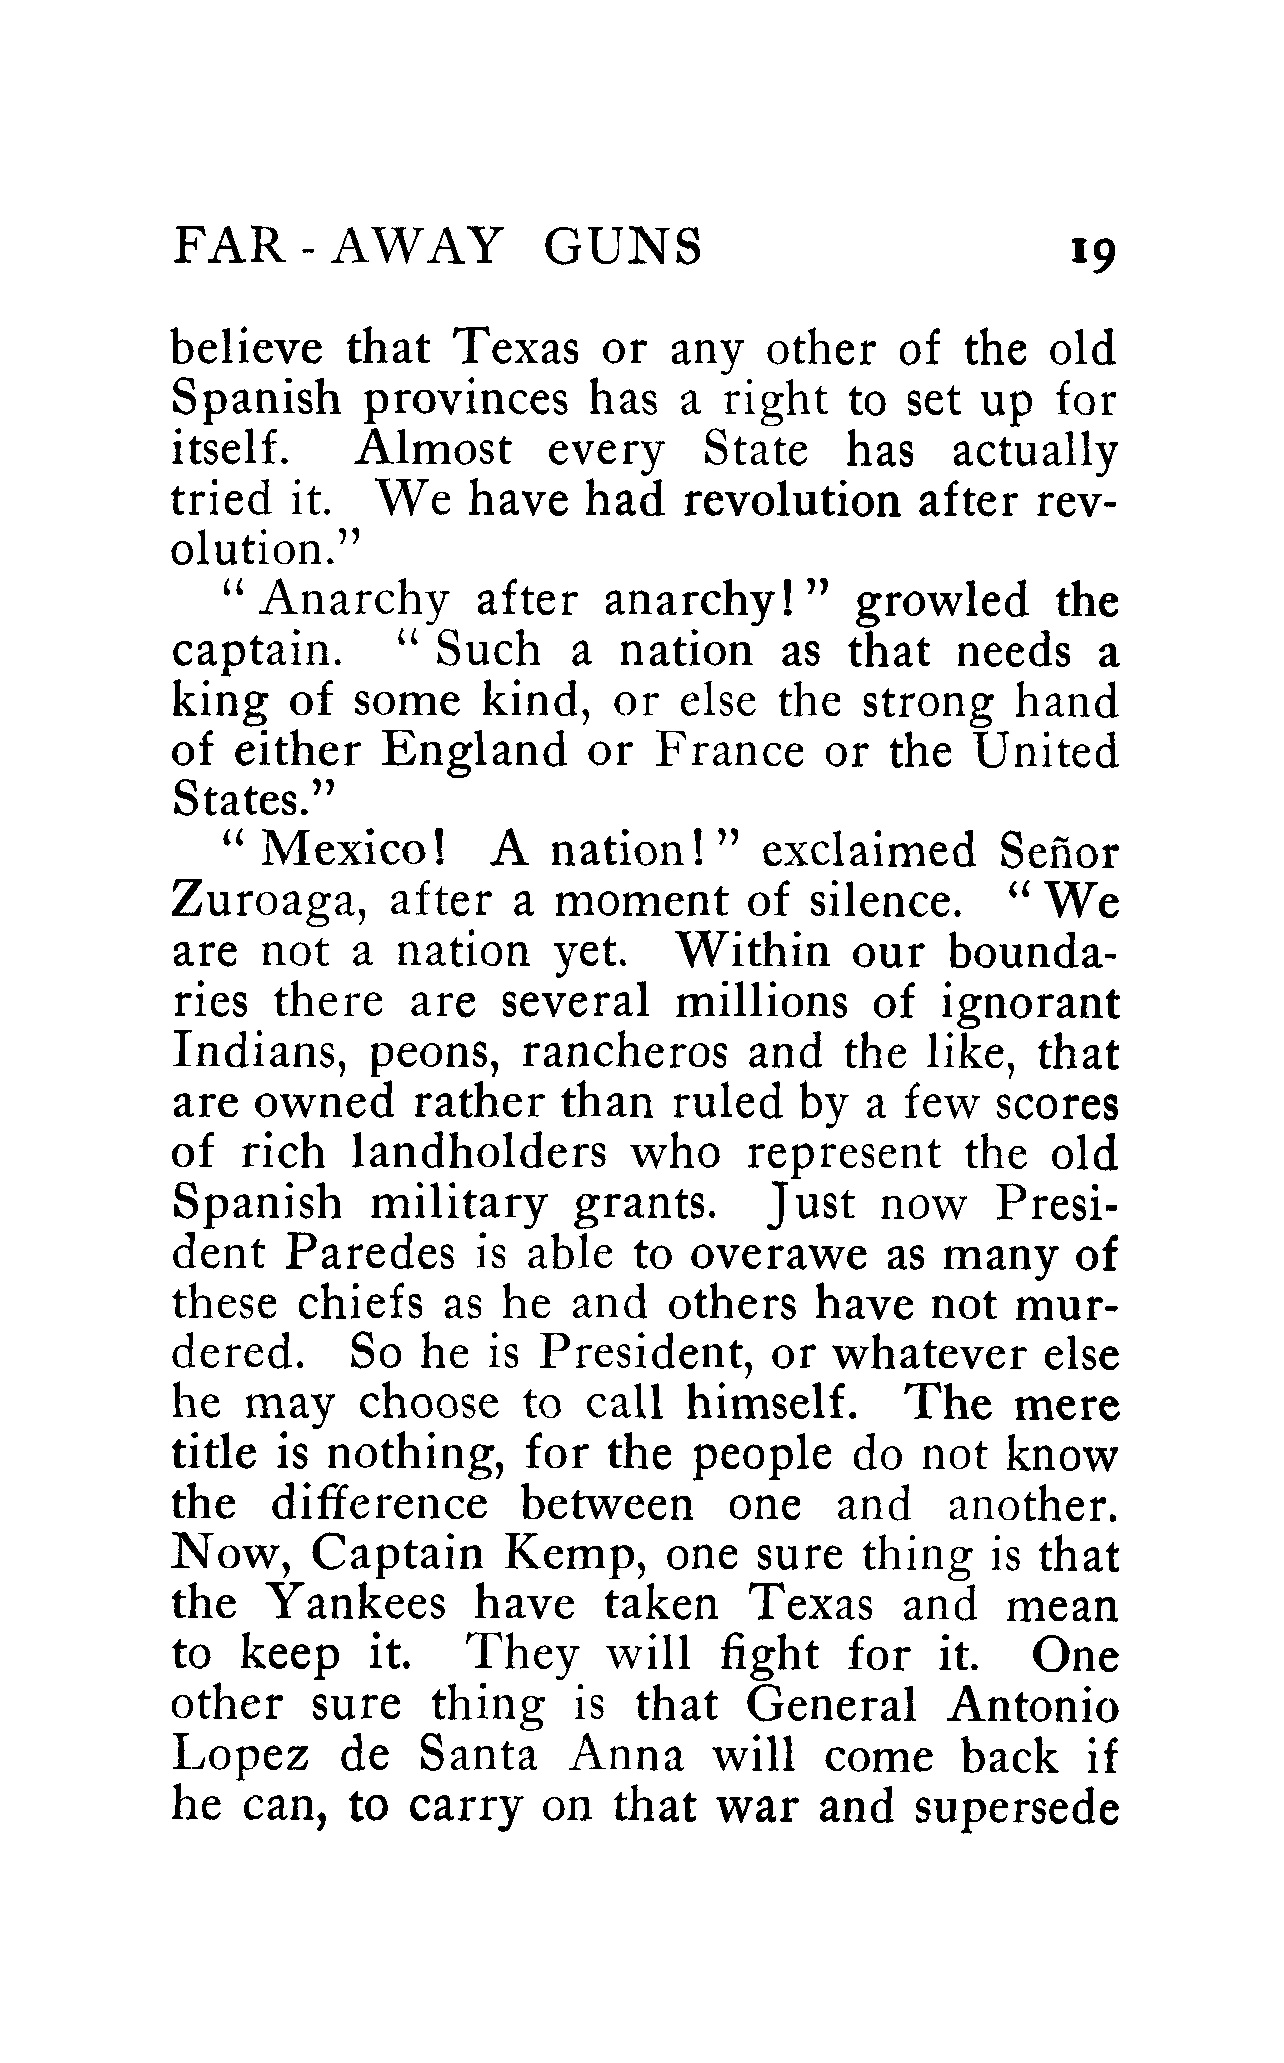 FAR - AWAY GUNS 19
believe that Texas or any other of the old
Spanish provinces has a right to set up for
itself. Almost every State has actually
tried it. We have had revolution after rev-
olution."
" Anarchy after anarchy! " growled the
captain. " Such a nation as that needs a
king of some kind, or else the strong hand
of either England or France or the United
States."
" Mexico! A nation! " exclaimed Señor
Zuroaga, after a moment of silence. " We
are not a nation yet. Within our bounda-
ries there are several millions of ignorant
Indians, peons, rancheros and the like, that
are owned rather than ruled by a few scores
of rich landholders who represent the old
Spanish military grants. Just now Presi-
dent Paredes is able to overawe as many of
these chiefs as he and others have not mur-
dered. So he is President, or whatever else
he may choose to call himself. The mere
title is nothing, for the people do not know
the difference between one and another.
Now, Captain Kemp, one sure thing is that
the Yankees have taken Texas and mean
to keep it. They will fight for it. One
other sure thing is that General Antonio
Lopez de Santa Anna will come back if
he can, to carry on that war and supersede